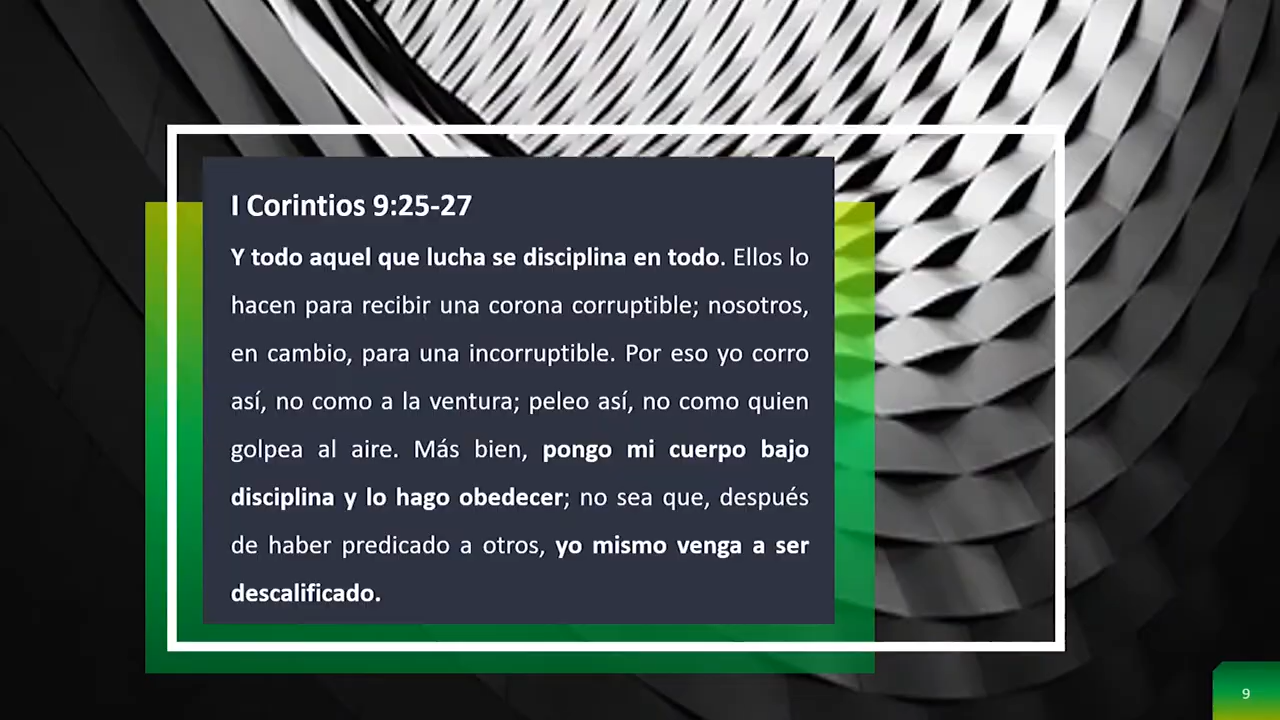 I Corintios 9:25-27
Y todo aquel que lucha se disciplina en todo. Ellos lo
hacen para recibir una corona corruptible; nosotros,
en cambio, para una incorruptible. Por eso yo corro
así, no como a la ventura; peleo así, no como quien
golpea al aire. Más bien, pongo mi cuerpo bajo
disciplina y lo hago obedecer; no sea que, después
de haber predicado a otros, yo mismo venga a ser
descalificado.
9